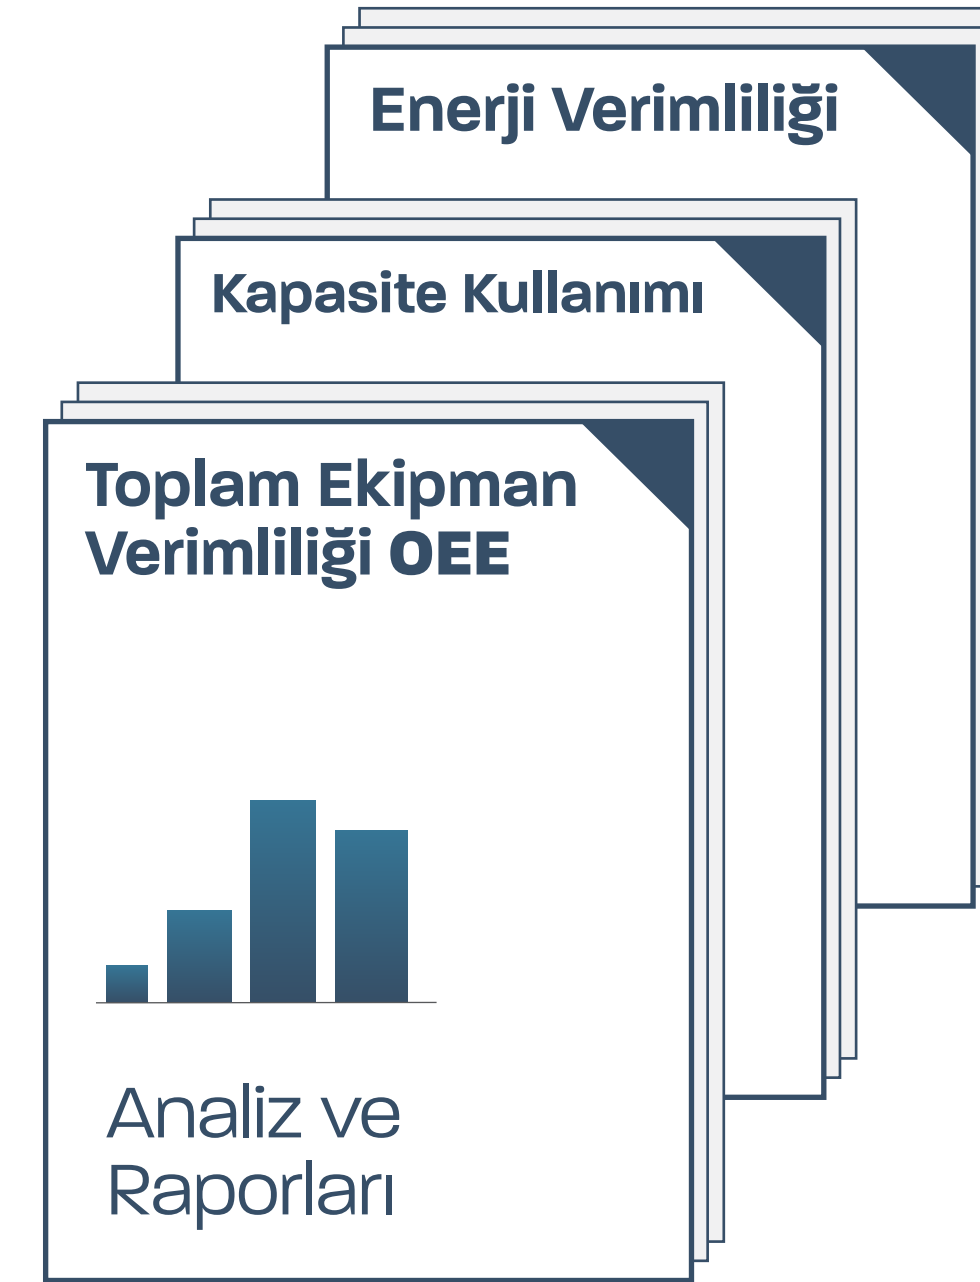 Enerji Verimliliği
Kapasite Kullanımı
Toplam Ekipman
Verimliliği OEE
Analiz ve
Raporları